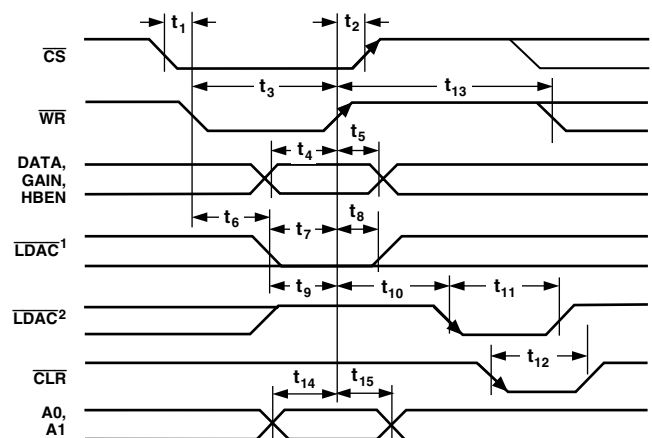 t1
t2
CS
t3
t13
WR
t4
t5
DATA,
GAIN,
HBEN
t6
t7
t8
LDAC1
t9
t10
t11
LDAC2
t12
CLR
t14
t15
A0,
A1